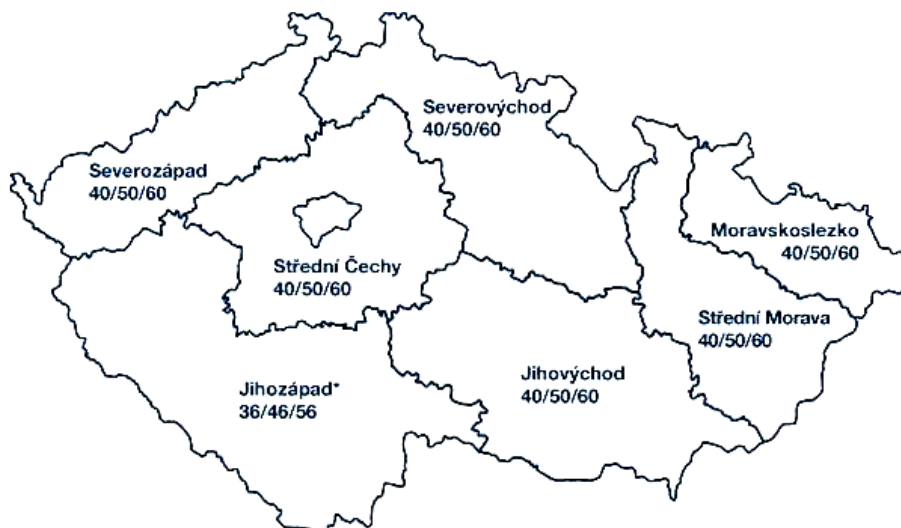 Severovýchod
40/50/60
Severozápad
40/50/60
Moravskoslezko
40/50/60
Střední Čechy
40/50/60
Střední Morava
40/50/60
Jihozápad*
36/46/56
Jihovýchod
40/50/60